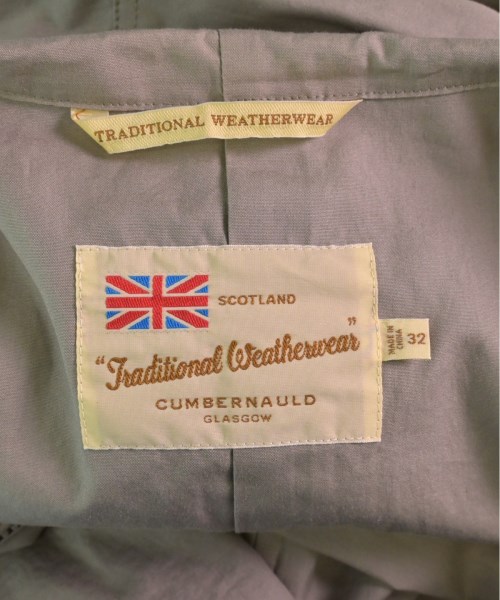 TRADITIONAL WEATHERWEAR
SCOTLAND
"Traditional Weatherwear"
CUMBERNAULD
GLASGOW
MADE IN
CHINA
32